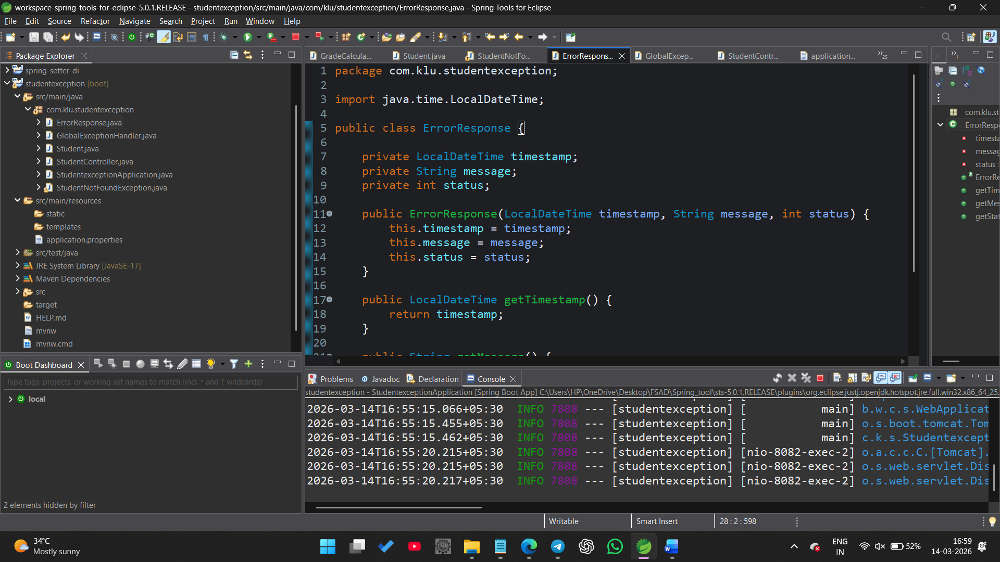 workspace-spring-tools-for-eclipse-5.0.1.RELEASE - studentexception/src/main/java/com/klu/studentexception/ErrorResponse.java - Spring Tools for Eclipse
File Edit Source Refactor Navigate Search Project Run Window Help
Package Explorer
spring-setter-di
studentexception [boot]
src/main/java
com.klu.studentexception
ErrorResponse.java
GlobalExceptionHandler.java
Student.java
StudentController.java
StudentexceptionApplication.java
StudentNotFoundException.java
src/main/resources
static
templates
application.properties
src/test/java
JRE System Library [JavaSE-17]
Maven Dependencies
src
target
HELP.md
mvnw
mvnw.cmd
Boot Dashboard
Type tags, projects, or working set names to match (incl. * and ? wildcards)
local
2 elements hidden by filter
GradeCalcula... Student.java StudentNotFo... ErrorRespons... GlobalExcep... StudentContr... application... »25
1 package com.klu.studentexception;
2
3 import java.time.LocalDateTime;
4
5 public class ErrorResponse {
6
7 private LocalDateTime timestamp;
8 private String message;
9 private int status;
10
11 public ErrorResponse(LocalDateTime timestamp, String message, int status) {
12 this.timestamp = timestamp;
13 this.message = message;
14 this.status = status;
15 }
16
17 public LocalDateTime getTimestamp() {
18 return timestamp;
19 }
20
21 public String getMessage() {
»1
com.klu.st
ErrorRespo
timesta
messag
status :
ErrorRe
getTim
getMes
getStat
Problems Javadoc Declaration Console
studentexception - StudentexceptionApplication [Spring Boot App] C:\Users\HP\OneDrive\Desktop\FSAD\Spring_tool\sts-5.0.1.RELEASE\plugins\org.eclipse.justj.openjdk.hotspot.jre.full.win32.x86_64_25.
2026-03-14T16:55:15.066+05:30 INFO 7808 --- [studentexception] [ main] b.w.c.s.WebApplicat
2026-03-14T16:55:15.455+05:30 INFO 7808 --- [studentexception] [ main] o.s.boot.tomcat.Tom
2026-03-14T16:55:15.462+05:30 INFO 7808 --- [studentexception] [ main] c.k.s.Studentexcept
2026-03-14T16:55:20.215+05:30 INFO 7808 --- [studentexception] [nio-8082-exec-2] o.a.c.c.C.[Tomcat].
2026-03-14T16:55:20.215+05:30 INFO 7808 --- [studentexception] [nio-8082-exec-2] o.s.web.servlet.Dis
2026-03-14T16:55:20.217+05:30 INFO 7808 --- [studentexception] [nio-8082-exec-2] o.s.web.servlet.Dis
Writable Smart Insert 28 : 2 : 598
34°C
Mostly sunny
ENG
IN
52%
16:59
14-03-2026